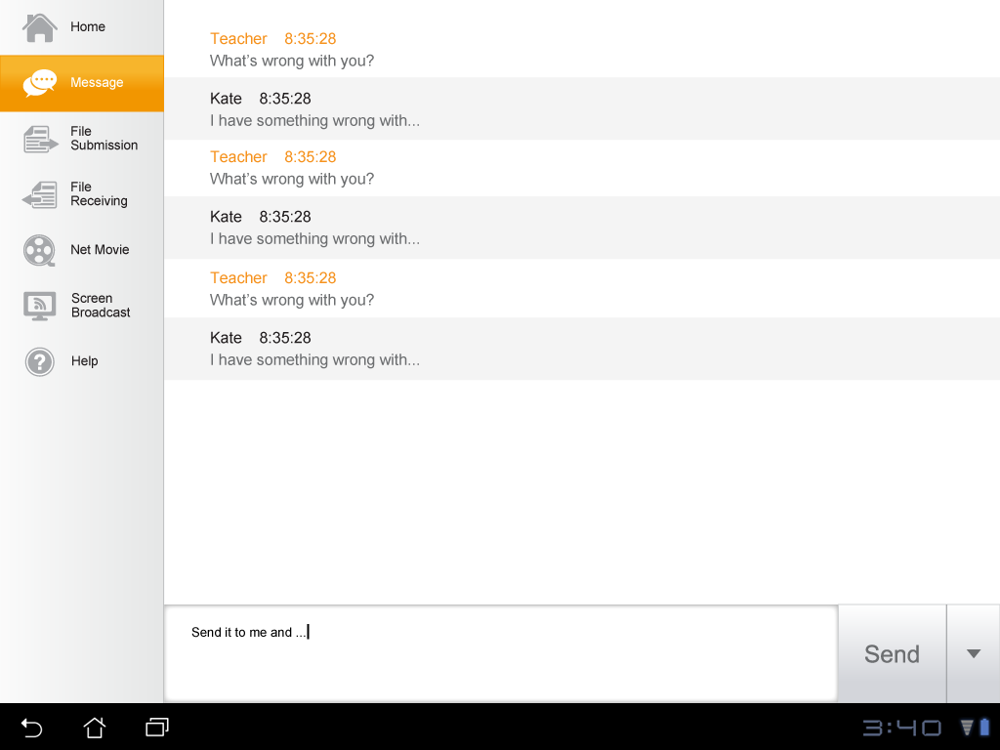 Home
Message
File
Submission
File
Receiving
Net Movie
Screen
Broadcast
Help
Teacher 8:35:28
What's wrong with you?
Kate 8:35:28
I have something wrong with...
Teacher 8:35:28
What's wrong with you?
Kate 8:35:28
I have something wrong with...
Teacher 8:35:28
What's wrong with you?
Kate 8:35:28
I have something wrong with...
Send it to me and ...
Send
3:40